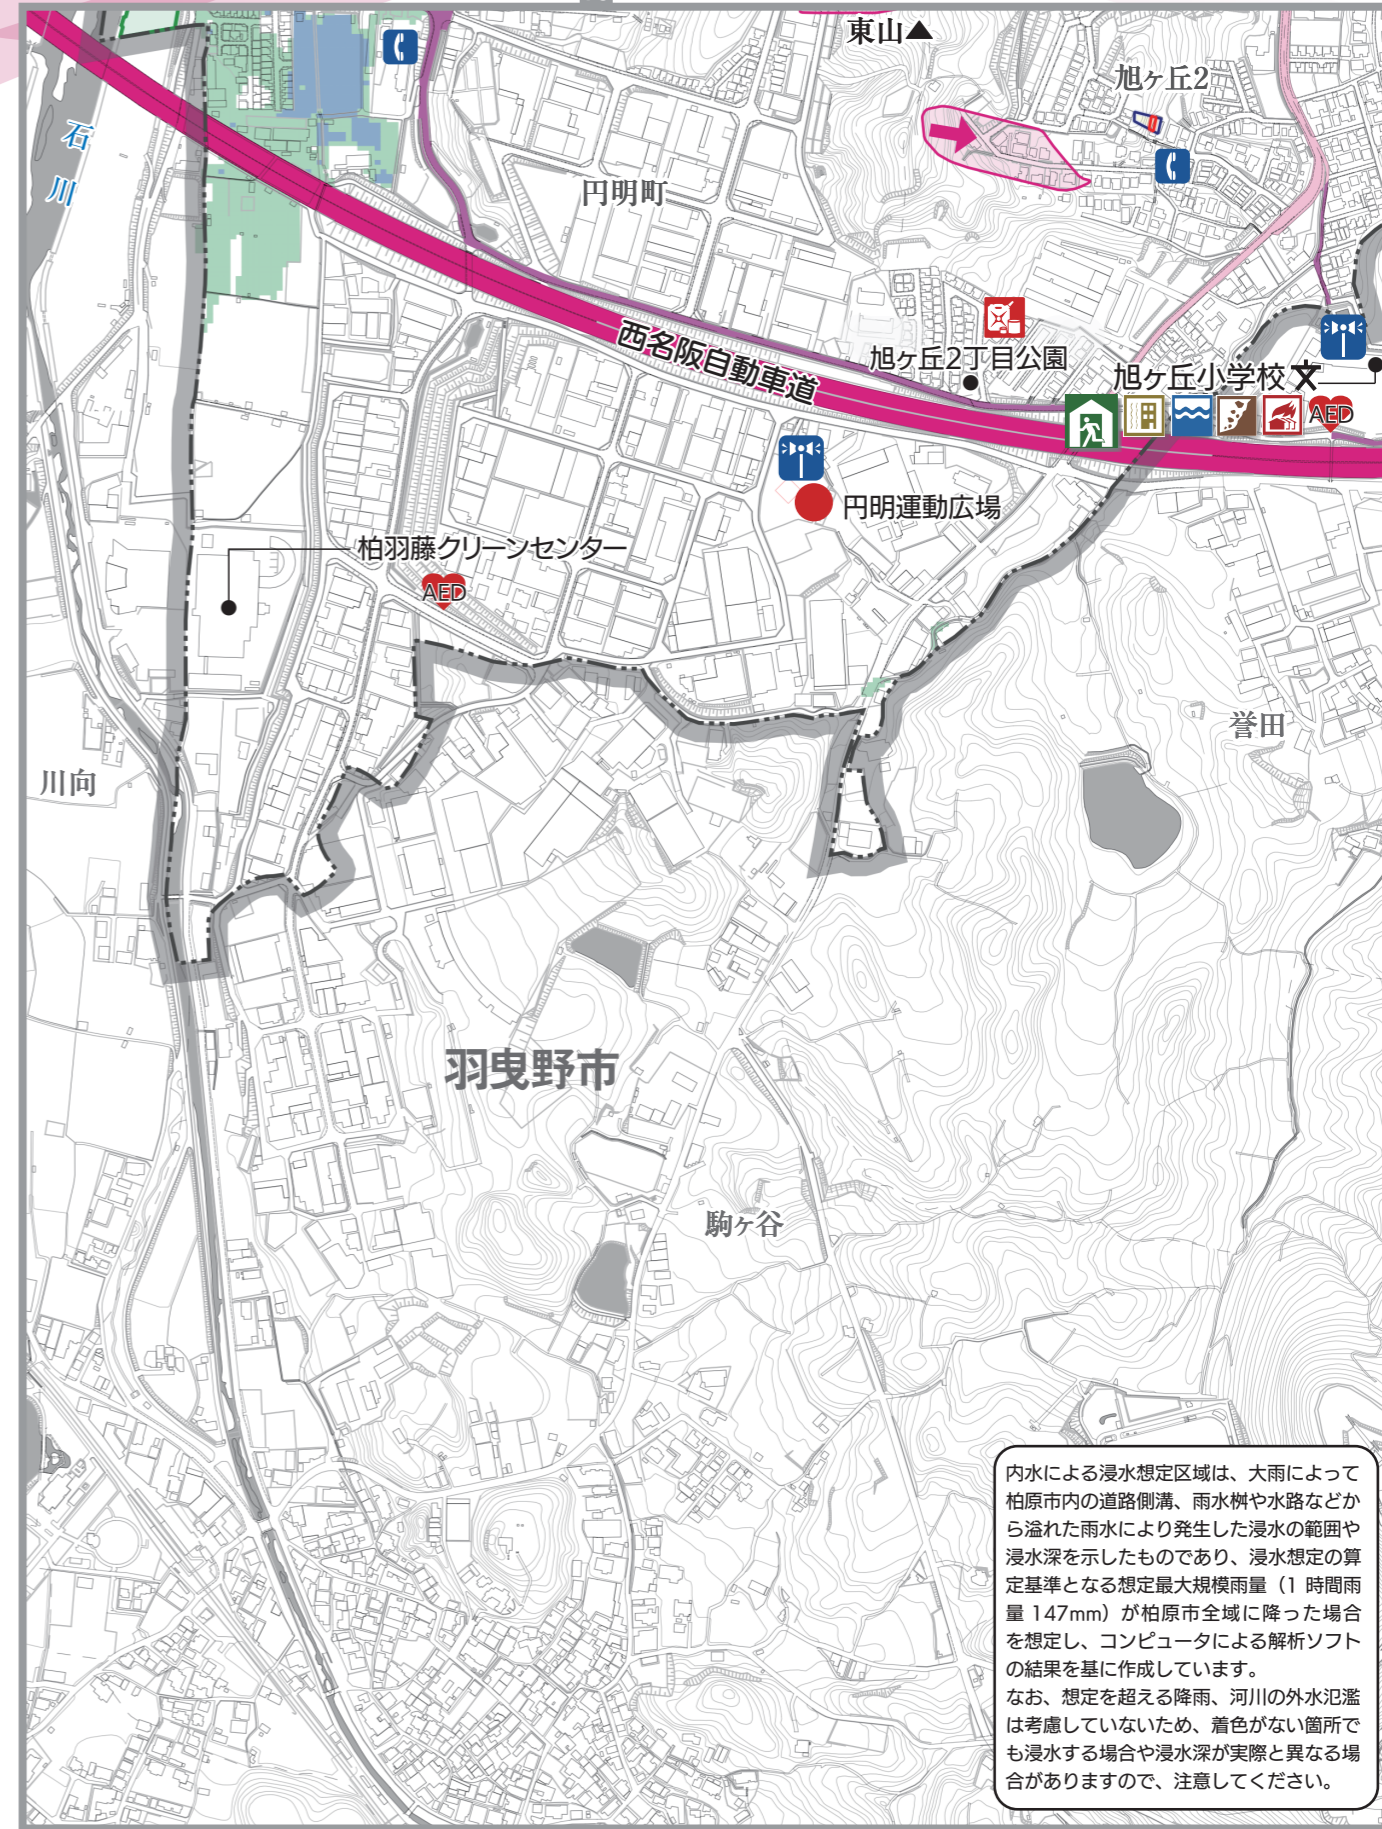 東山▲
旭ヶ丘2
石川
円明町
西名阪自動車道
旭ヶ丘2丁目公園
旭ヶ丘小学校
AED
円明運動広場
柏羽藤クリーンセンター
AED
誉田
川向
羽曳野市
駒ヶ谷
内水による浸水想定区域は、大雨によって
柏原市内の道路側溝、雨水桝や水路などか
ら溢れた雨水により発生した浸水の範囲や
浸水深を示したものであり、浸水想定の算
定基準となる想定最大規模雨量（1 時間雨
量 147mm）が柏原市全域に降った場合
を想定し、コンピュータによる解析ソフト
の結果を基に作成しています。
なお、想定を超える降雨、河川の外水氾濫
は考慮していないため、着色がない箇所で
も浸水する場合や浸水深が実際と異なる場
合がありますので、注意してください。